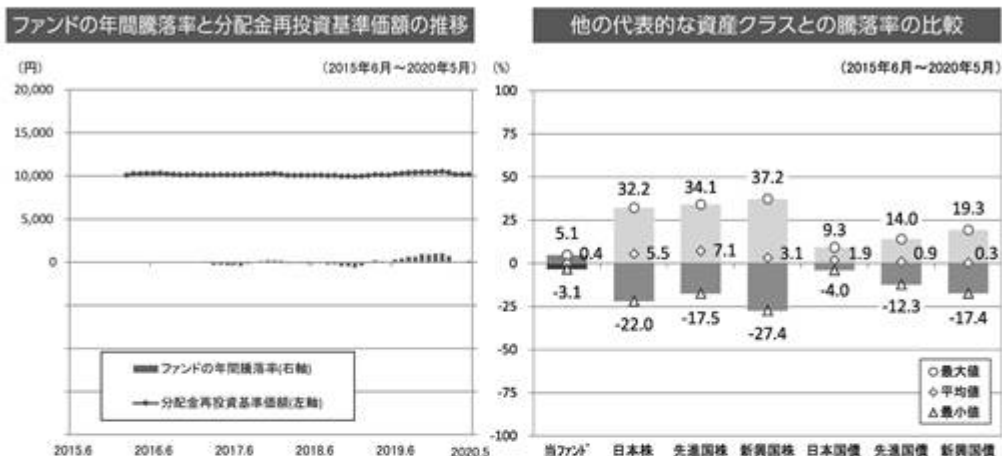 ファンドの年間騰落率と分配金再投資基準価額の推移
(円)
(2015年6月～2020年5月)
20,000
15,000
10,000
5,000
0
ファンドの年間騰落率(右軸)
分配金再投資基準価額(左軸)
2015.6 2016.6 2017.6 2018.6 2019.6 2020.5
他の代表的な資産クラスとの騰落率の比較
(%)
(2015年6月～2020年5月)
100
75
50
25
0
-25
-50
-75
-100
5.1 32.2 34.1 37.2 9.3 14.0 19.3
0.4 5.5 7.1 3.1 1.9 0.9 0.3
-3.1 -22.0 -17.5 -27.4 -4.0 -12.3 -17.4
○最大値
◇平均値
△最小値
当ファンド 日本株 先進国株 新興国株 日本国債 先進国債 新興国債